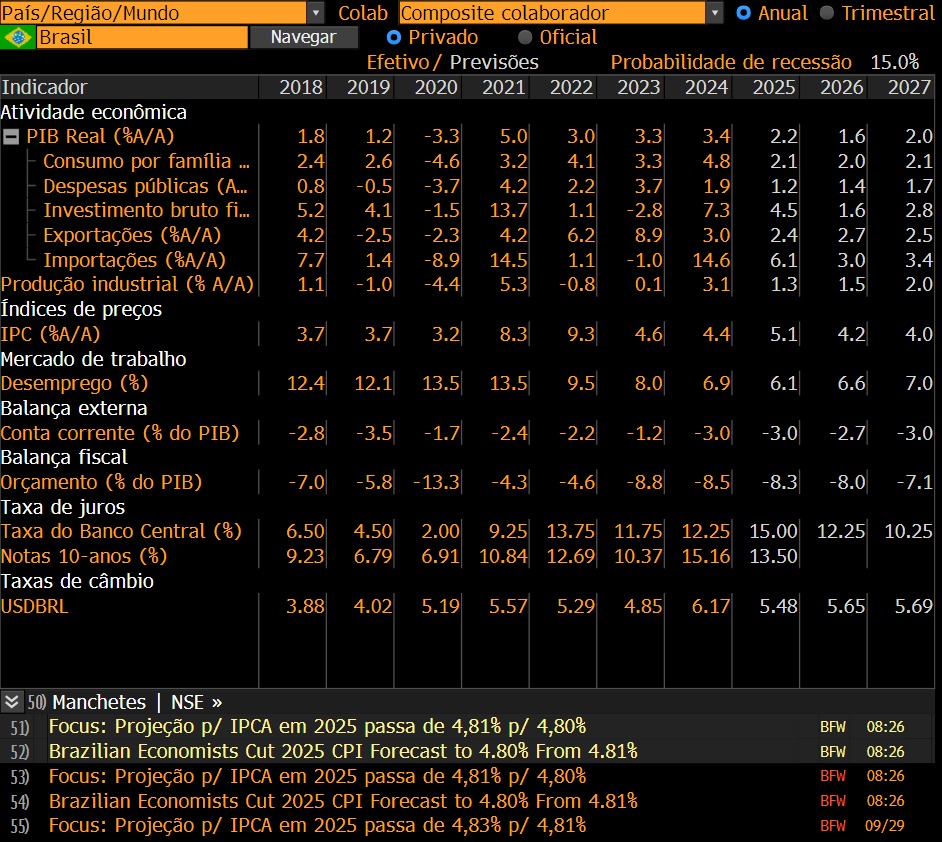 País/Região/Mundo Colab Composite colaborador Anual Trimestral
Brasil Navegar Privado Oficial
Efetivo/ Previsões Probabilidade de recessão 15.0%
Indicador 2018 2019 2020 2021 2022 2023 2024 2025 2026 2027
Atividade econômica
PIB Real (%A/A) 1.8 1.2 -3.3 5.0 3.0 3.3 3.4 2.2 1.6 2.0
Consumo por família ... 2.4 2.6 -4.6 3.2 4.1 3.3 4.8 2.1 2.0 2.1
Despesas públicas (A... 0.8 -0.5 -3.7 4.2 2.2 3.7 1.9 1.2 1.4 1.7
Investimento bruto fi... 5.2 4.1 -1.5 13.7 1.1 -2.8 7.3 4.5 1.6 2.8
Exportações (%A/A) 4.2 -2.5 -2.3 4.2 6.2 8.9 3.0 2.4 2.7 2.5
Importações (%A/A) 7.7 1.4 -8.9 14.5 1.1 -1.0 14.6 6.1 3.0 3.4
Produção industrial (% A/A) 1.1 -1.0 -4.4 5.3 -0.8 0.1 3.1 1.3 1.5 2.0
Índices de preços
IPC (%A/A) 3.7 3.7 3.2 8.3 9.3 4.6 4.4 5.1 4.2 4.0
Mercado de trabalho
Desemprego (%) 12.4 12.1 13.5 13.5 9.5 8.0 6.9 6.1 6.6 7.0
Balança externa
Conta corrente (% do PIB) -2.8 -3.5 -1.7 -2.4 -2.2 -1.2 -3.0 -3.0 -2.7 -3.0
Balança fiscal
Orçamento (% do PIB) -7.0 -5.8 -13.3 -4.3 -4.6 -8.8 -8.5 -8.3 -8.0 -7.1
Taxa de juros
Taxa do Banco Central (%) 6.50 4.50 2.00 9.25 13.75 11.75 12.25 15.00 12.25 10.25
Notas 10-anos (%) 9.23 6.79 6.91 10.84 12.69 10.37 15.16 13.50
Taxas de câmbio
USDBRL 3.88 4.02 5.19 5.57 5.29 4.85 6.17 5.48 5.65 5.69
50) Manchetes | NSE »
51) Focus: Projeção p/ IPCA em 2025 passa de 4,81% p/ 4,80% BFW 08:26
52) Brazilian Economists Cut 2025 CPI Forecast to 4.80% From 4.81% BFW 08:26
53) Focus: Projeção p/ IPCA em 2025 passa de 4,81% p/ 4,80% BFW 08:26
54) Brazilian Economists Cut 2025 CPI Forecast to 4.80% From 4.81% BFW 08:26
55) Focus: Projeção p/ IPCA em 2025 passa de 4,83% p/ 4,81% BFW 09/29